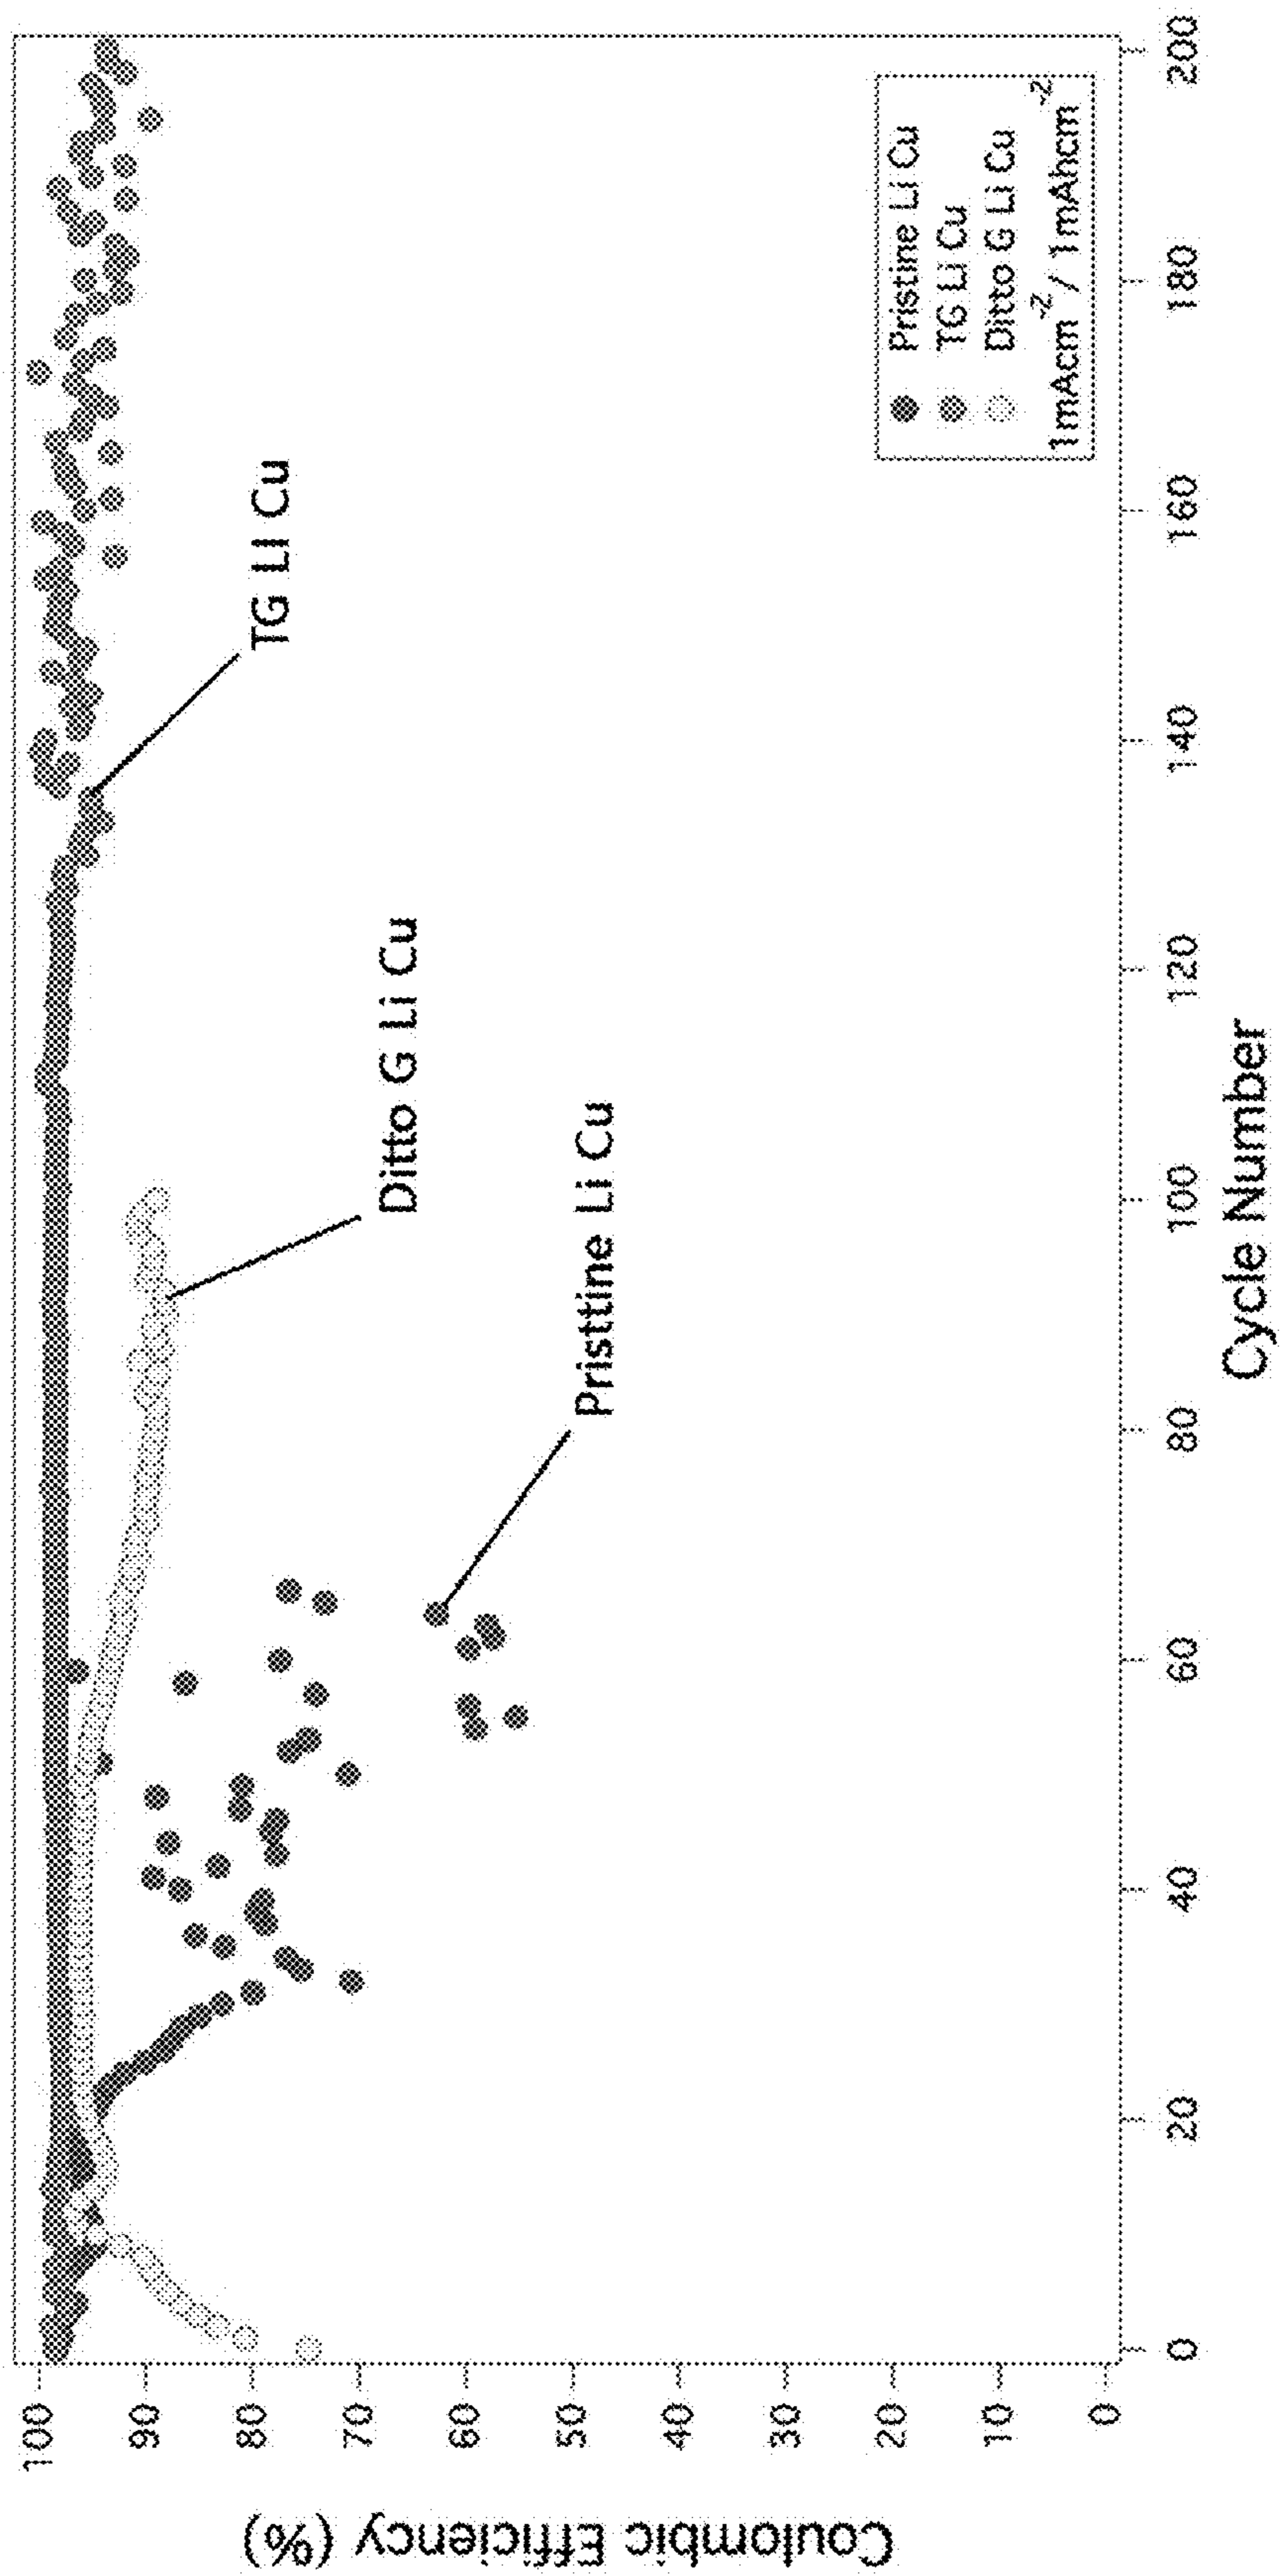 Coulombic Efficiency (%)
100
90
80
70
60
50
40
30
20
10
0
TG Li Cu
Ditto G Li Cu
Pristine Li Cu
Pristine Li Cu
TG Li Cu
Ditto G Li Cu
1mAcm⁻² / 1mAhcm⁻²
0 20 40 60 80 100 120 140 160 180 200
Cycle Number